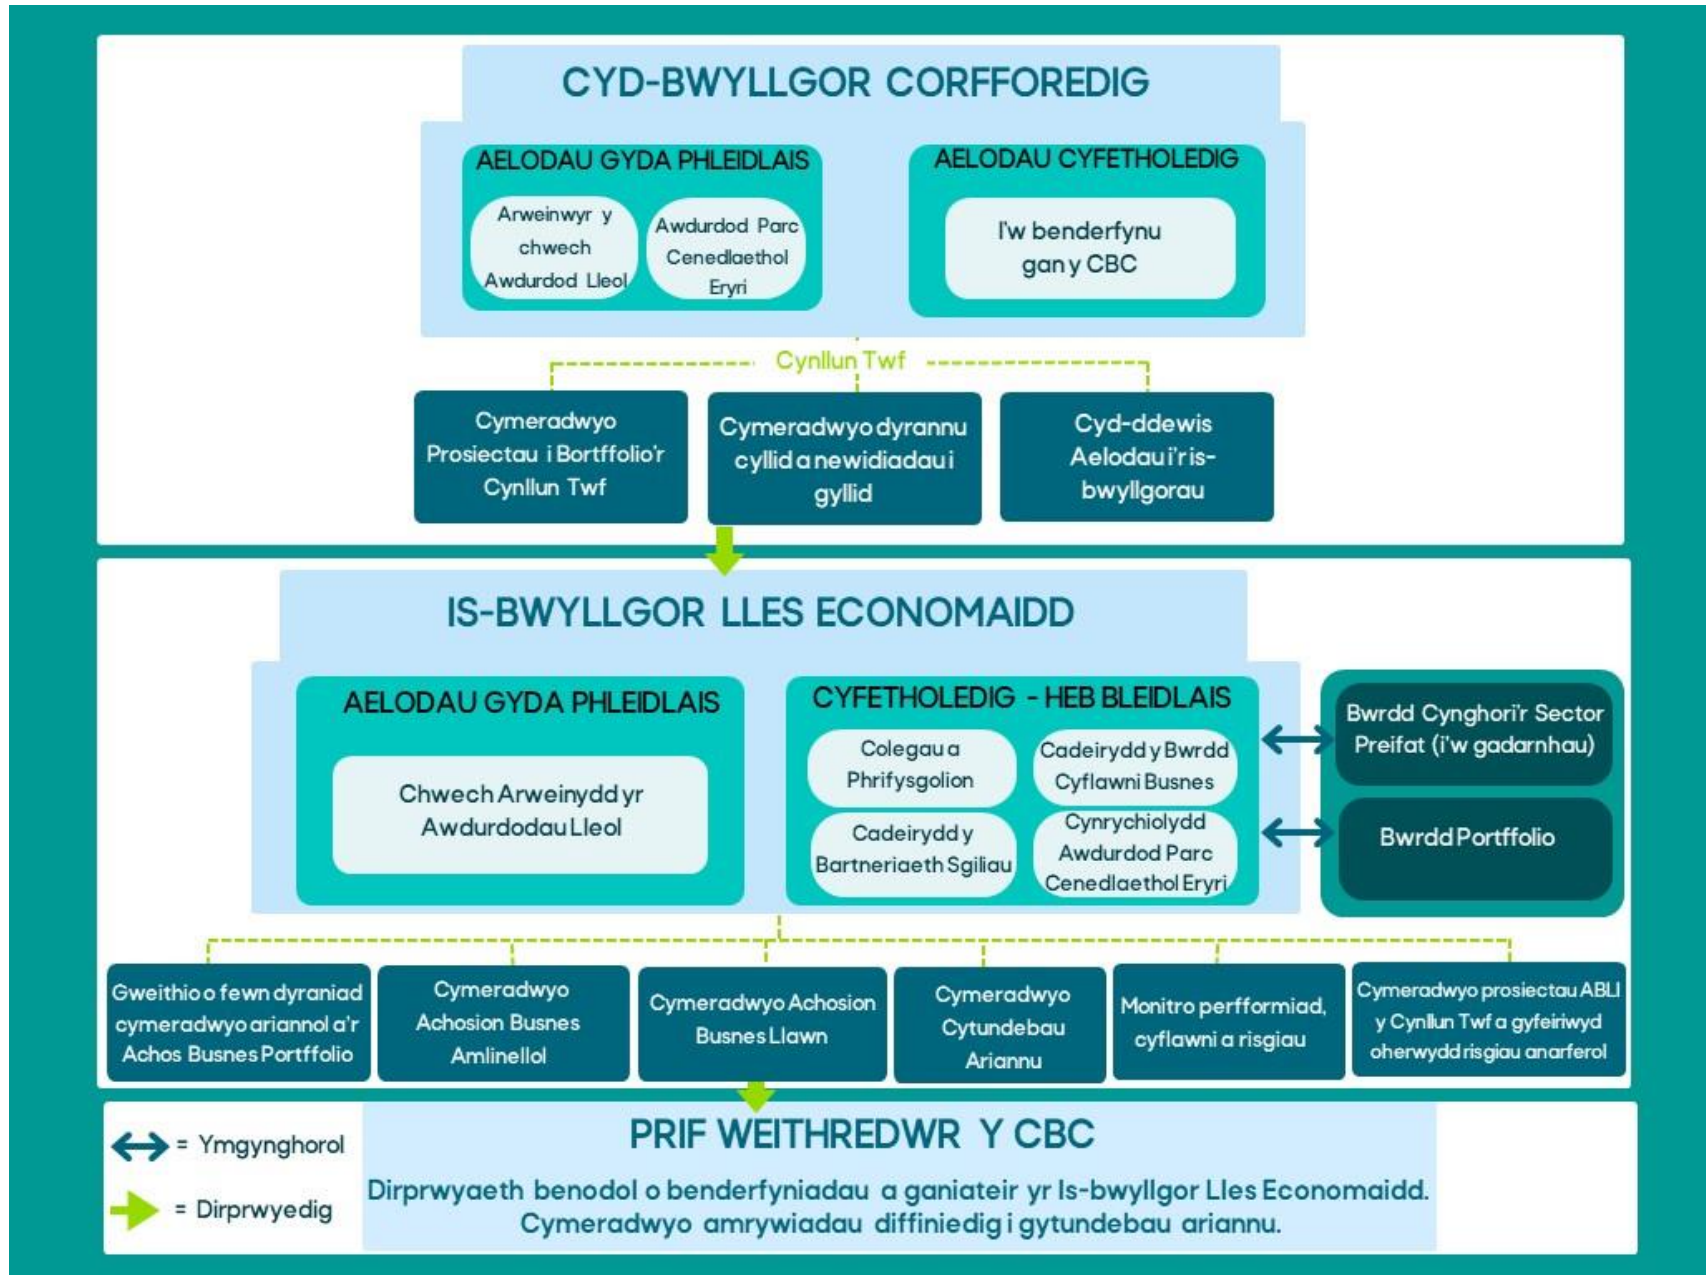 CYD-BWYLLGOR CORFFOREDIG
AELODAU GYDA PHLEIDLAIS
Arweinwyr y
chwech
Awdurdod Lleol
Awdurdod Parc
Cenedlaethol
Eryri
AELODAU CYFETHOLEDIG
I'w benderfynu
gan y CBC
Cynllun Twf
Cymeradwyo
Prosiectau i Bortffolio'r
Cynllun Twf
Cymeradwyo dyrannu
cyllid a newidiadau i
gyllid
Cyd-ddewis
Aelodau i'r is-
bwyllgorau
IS-BWYLLGOR LLES ECONOMAIDD
AELODAU GYDA PHLEIDLAIS
Chwech Arweinydd yr
Awdurdodau Lleol
CYFETHOLEDIG - HEB BLEIDLAIS
Colegau a
Phrifysgolion
Cadeirydd y Bwrdd
Cyflawni Busnes
Cadeirydd y
Bartneriaeth Sgiliau
Cynrychiolydd
Awdurdod Parc
Cenedlaethol Eryri
Bwrdd Cynghori'r Sector
Preifat (i'w gadarnhau)
Bwrdd Portffolio
Gweithio o fewn dyraniad
cymeradwyo ariannol a'r
Achos Busnes Portffolio
Cymeradwyo
Achosion Busnes
Amlinellol
Cymeradwyo Achosion
Busnes Llawn
Cymeradwyo
Cytundebau
Ariannu
Monitro perfformiad,
cyflawni a risgiau
Cymeradwyo prosiectau ABLl
y Cynllun Twf a gyfeiriwyd
oherwydd risgiau anarferol
= Ymgynghorol
= Dirprwyedig
PRIF WEITHREDWR Y CBC
Dirprwyaeth benodol o benderfyniadau a ganiateir yr Is-bwyllgor Lles Economaidd.
Cymeradwyo amrywiadau diffiniedig i gytundebau ariannu.